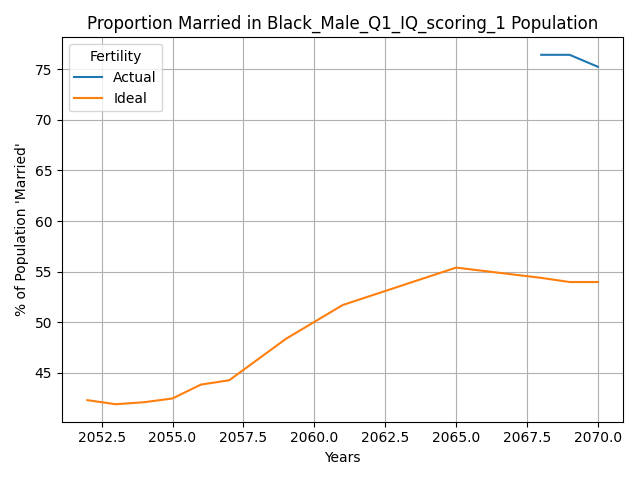 Proportion Married in Black_Male_Q1_IQ_scoring_1 Population
Fertility
Actual
Ideal
% of Population 'Married'
75
70
65
60
55
50
45
2052.5 2055.0 2057.5 2060.0 2062.5 2065.0 2067.5 2070.0
Years